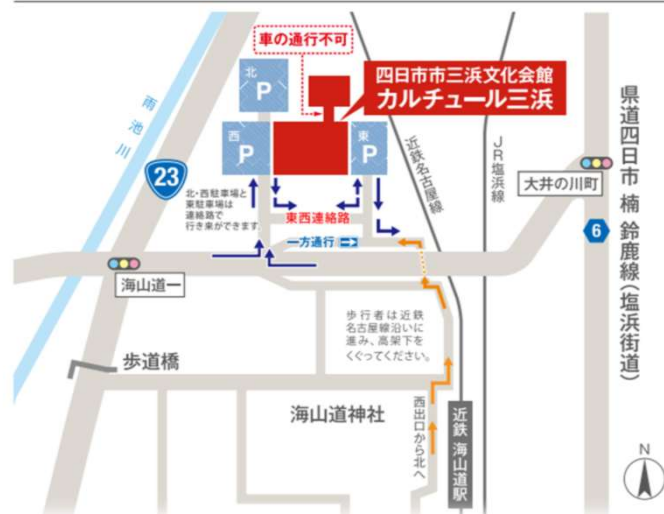 車の通行不可
北
P
四日市市三浜文化会館
カルチュール三浜
西
P
東
P
雨池川
23
北・西駐車場と
東駐車場は
連絡路で
行き来ができます。
東西連絡路
一方通行
近鉄名古屋線
JR塩浜線
大井の川町
6
県道四日市 楠 鈴鹿線(塩浜街道)
海山道一
歩行者は近鉄
名古屋線沿いに
進み、高架下を
くぐってください。
歩道橋
海山道神社
西出口から北へ
近鉄 海山道駅
N